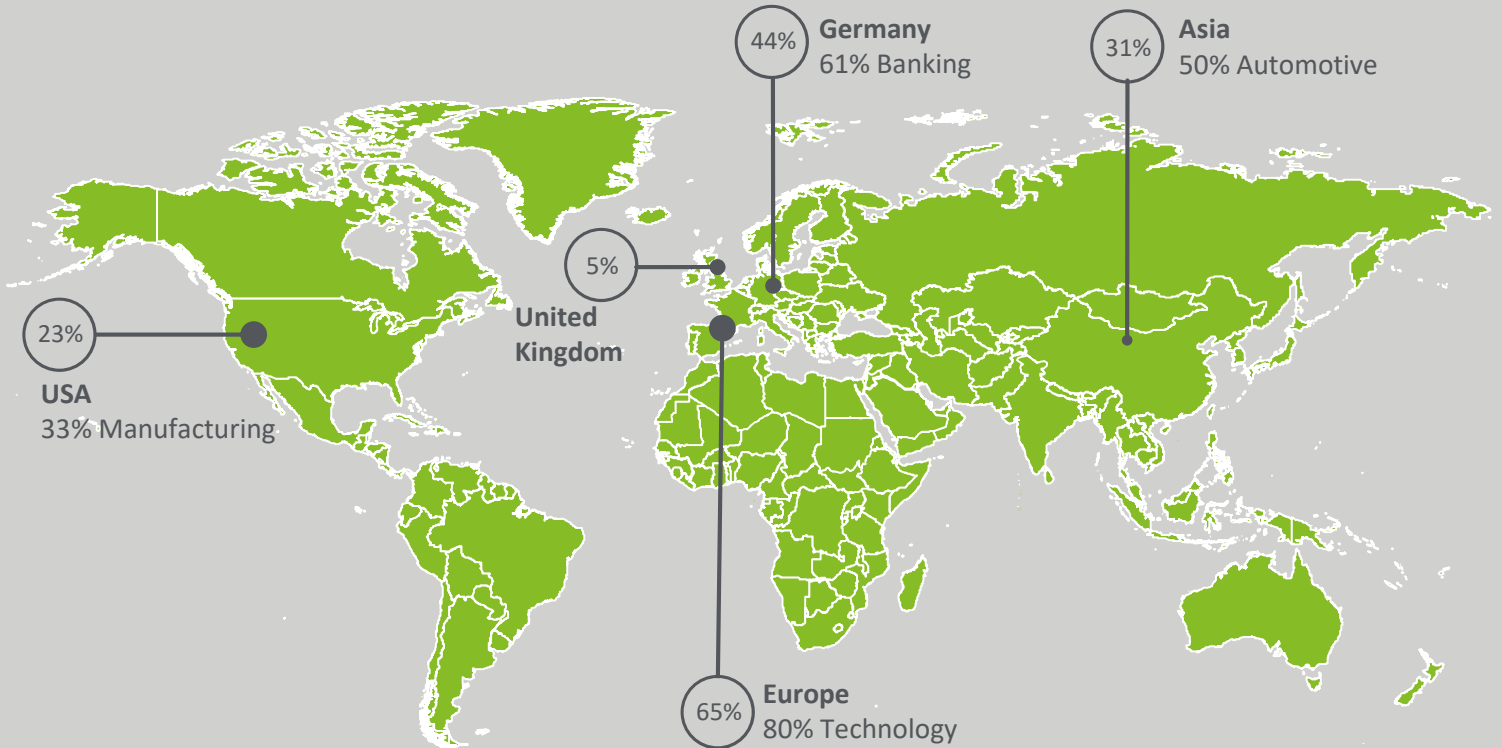 44%
Germany
61% Banking
31%
Asia
50% Automotive
5%
United
Kingdom
23%
USA
33% Manufacturing
65%
Europe
80% Technology